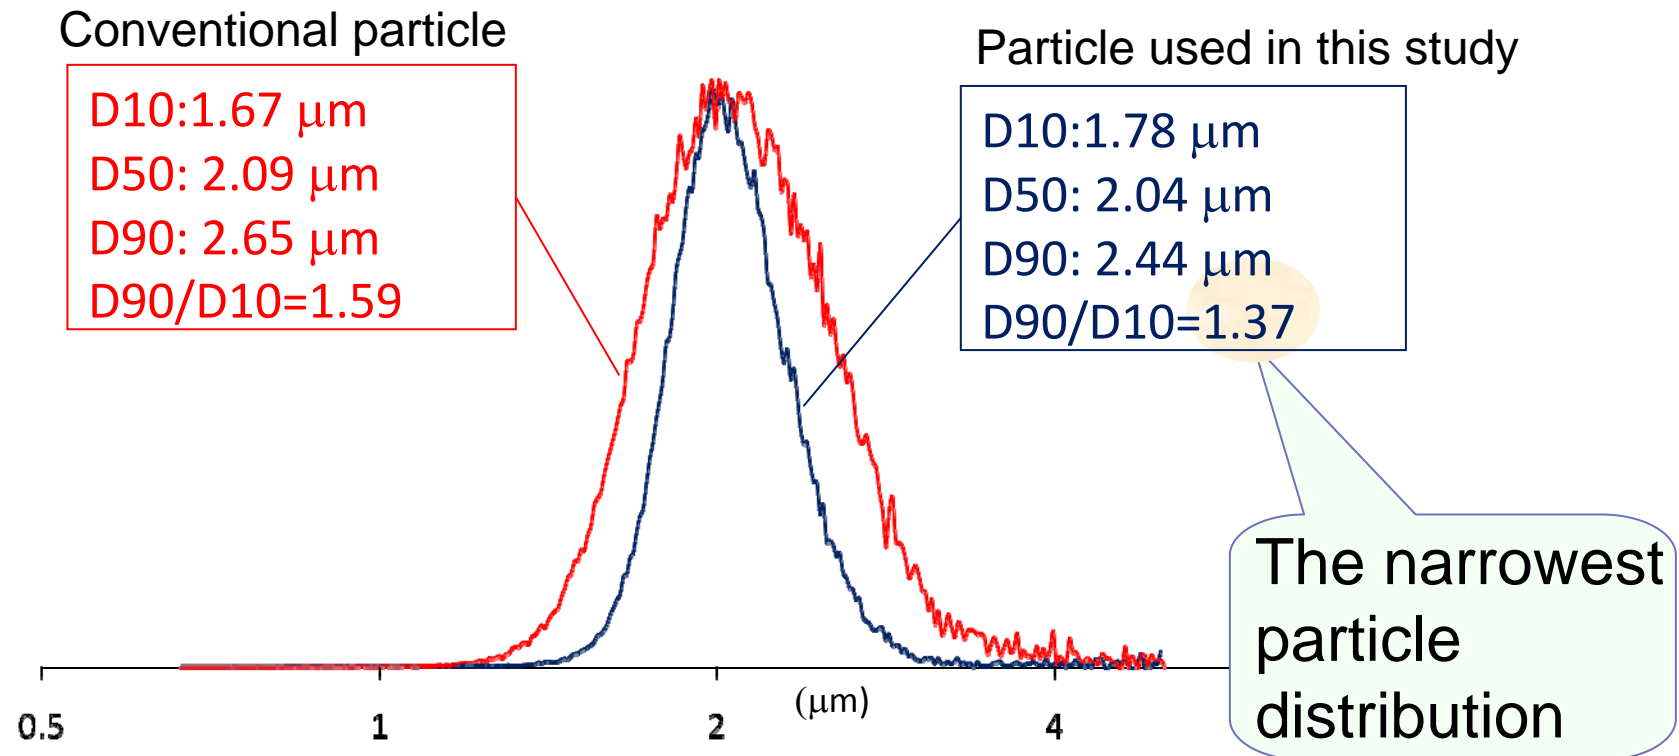 Conventional particle
D10:1.67 μm
D50: 2.09 μm
D90: 2.65 μm
D90/D10=1.59
Particle used in this study
D10:1.78 μm
D50: 2.04 μm
D90: 2.44 μm
D90/D10=1.37
The narrowest
particle
distribution
(μm)
0.5
1
2
4